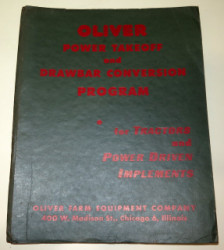 OLIVER
POWER TAKEOFF
and
DRAWBAR CONVERSION
PROGRAM
for TRACTORS
and
POWER DRIVEN
IMPLEMENTS
OLIVER FARM EQUIPMENT COMPANY
400 W. Madison St., Chicago 6, Illinois